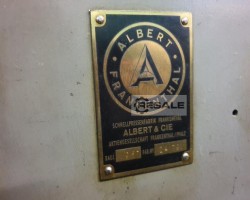 ALBERT
FRANKENTHAL
A
RESALE
SCHNELLPRESSENFABRIK FRANKENTHAL
ALBERT & CIE
AKTIENGESELLSCHAFT FRANKENTHAL/PFALZ